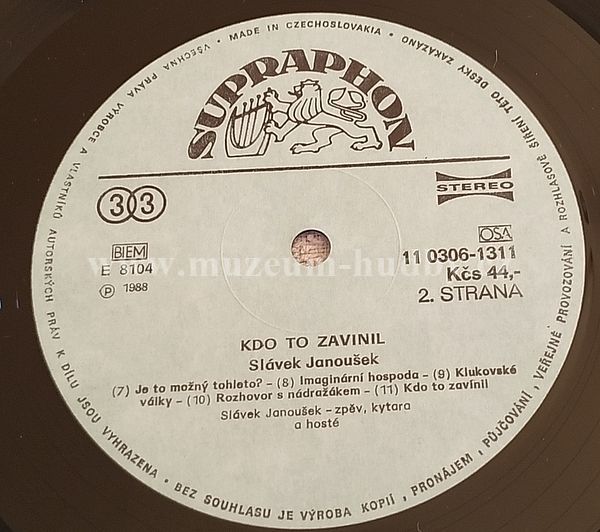 SUPRAPHON
33
STEREO
BIEM
E 8104
Ⓟ 1988
OSA
11 0306-1311
Kčs 44,-
2. STRANA
www.muzeum-hudby
KDO TO ZAVINIL
Slávek Janoušek
(7) Je to možný tohleto? – (8) Imaginární hospoda – (9) Klukovské
války – (10) Rozhovor s nádražákem – (11) Kdo to zavinil
Slávek Janoušek – zpěv, kytara
a hosté
MADE IN CZECHOSLOVAKIA • VŠECHNA PRÁVA VÝROBCE A VLASTNÍKŮ AUTORSKÝCH PRÁV K DÍLU JSOU VYHRAZENA • BEZ SOUHLASU JE VÝROBA KOPIÍ, PRONÁJEM, PŮJČOVÁNÍ, VEŘEJNÉ PROVOZOVÁNÍ A ROZHLASOVÉ ŠÍŘENÍ TÉTO DESKY ZAKÁZÁNO •